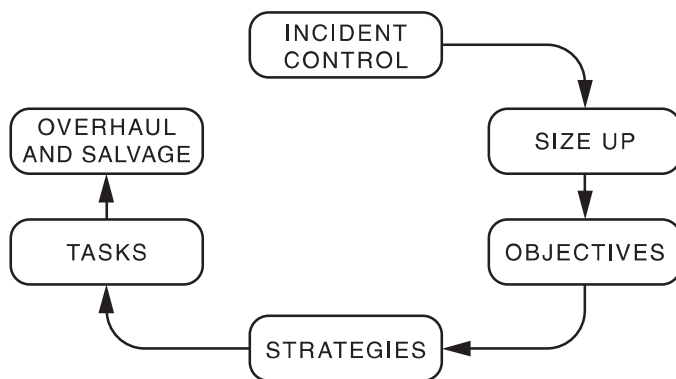 INCIDENT
CONTROL
SIZE UP
OBJECTIVES
STRATEGIES
TASKS
OVERHAUL
AND SALVAGE